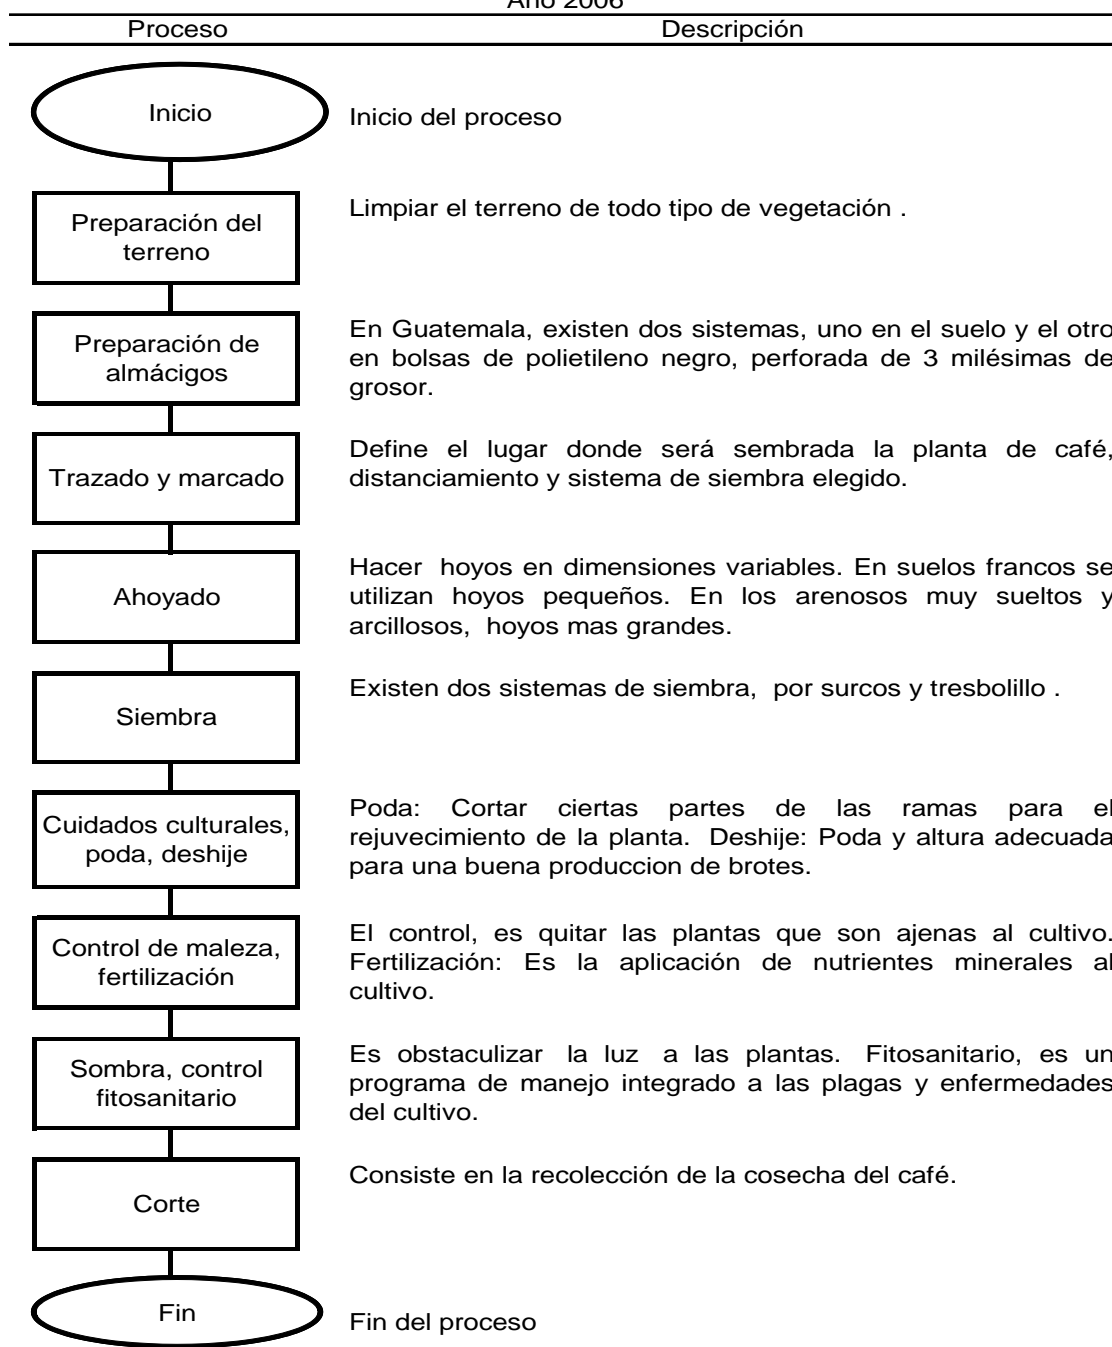 Año 2006
Proceso Descripción
Inicio
Inicio del proceso
Preparación del
terreno
Limpiar el terreno de todo tipo de vegetación .
Preparación de
almácigos
En Guatemala, existen dos sistemas, uno en el suelo y el otro
en bolsas de polietileno negro, perforada de 3 milésimas de
grosor.
Trazado y marcado
Define el lugar donde será sembrada la planta de café,
distanciamiento y sistema de siembra elegido.
Ahoyado
Hacer hoyos en dimensiones variables. En suelos francos se
utilizan hoyos pequeños. En los arenosos muy sueltos y
arcillosos, hoyos mas grandes.
Siembra
Existen dos sistemas de siembra, por surcos y tresbolillo .
Cuidados culturales,
poda, deshije
Poda: Cortar ciertas partes de las ramas para el
rejuvecimiento de la planta. Deshije: Poda y altura adecuada
para una buena produccion de brotes.
Control de maleza,
fertilización
El control, es quitar las plantas que son ajenas al cultivo.
Fertilización: Es la aplicación de nutrientes minerales al
cultivo.
Sombra, control
fitosanitario
Es obstaculizar la luz a las plantas. Fitosanitario, es un
programa de manejo integrado a las plagas y enfermedades
del cultivo.
Corte
Consiste en la recolección de la cosecha del café.
Fin
Fin del proceso